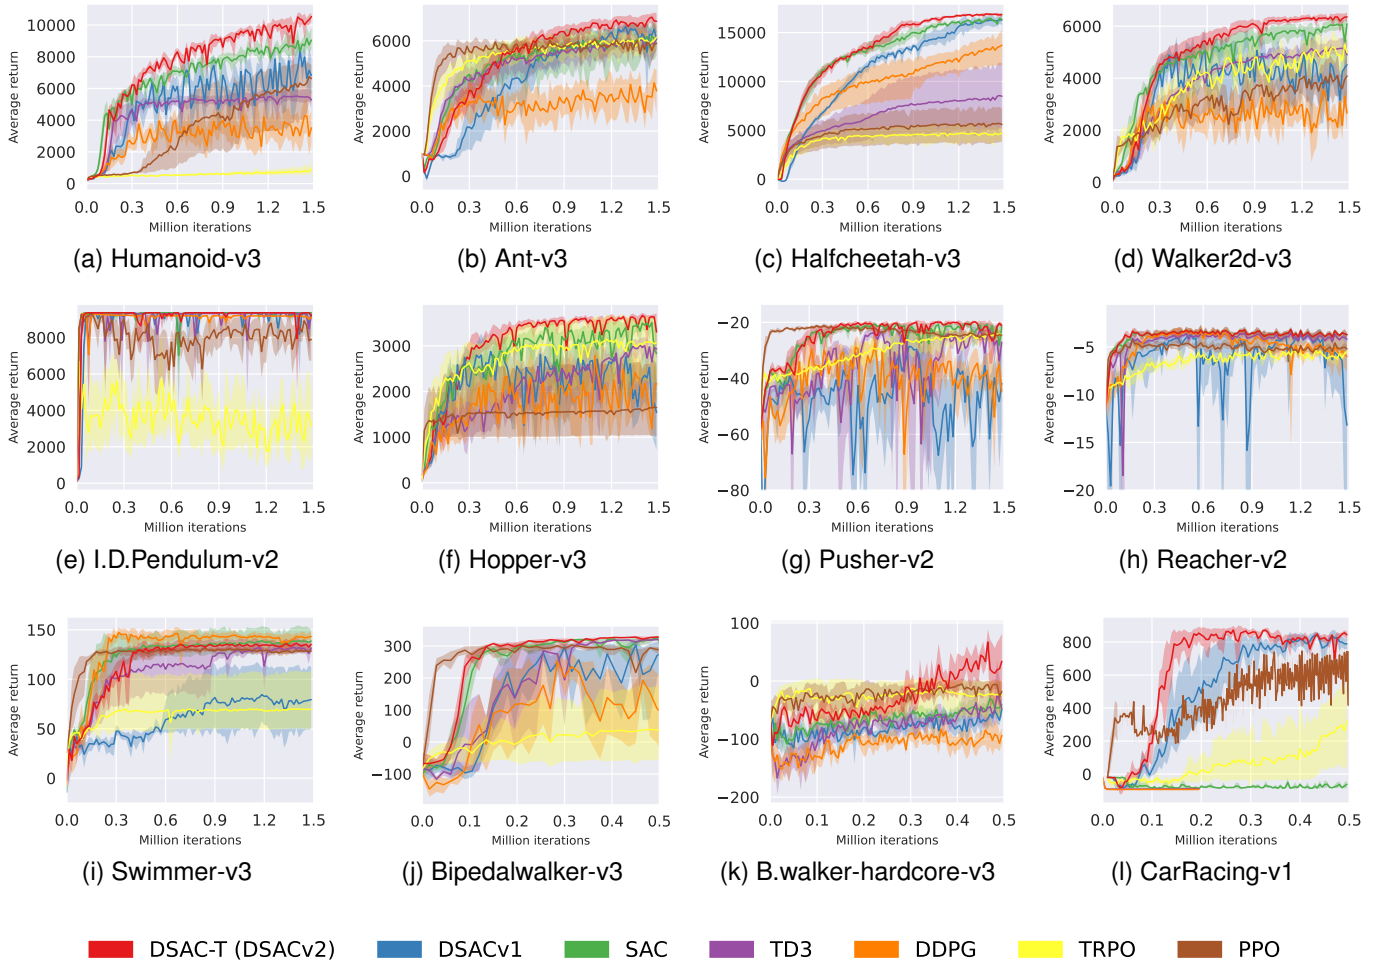 Average return
10000
8000
6000
4000
2000
0
0.0 0.3 0.6 0.9 1.2 1.5
Million iterations
(a) Humanoid-v3
Average return
6000
4000
2000
0
0.0 0.3 0.6 0.9 1.2 1.5
Million iterations
(b) Ant-v3
Average return
15000
10000
5000
0
0.0 0.3 0.6 0.9 1.2 1.5
Million iterations
(c) Halfcheetah-v3
Average return
6000
4000
2000
0
0.0 0.3 0.6 0.9 1.2 1.5
Million iterations
(d) Walker2d-v3
Average return
8000
6000
4000
2000
0
0.0 0.3 0.6 0.9 1.2 1.5
Million iterations
(e) I.D.Pendulum-v2
Average return
3000
2000
1000
0
0.0 0.3 0.6 0.9 1.2 1.5
Million iterations
(f) Hopper-v3
Average return
−20
−40
−60
−80
0.0 0.3 0.6 0.9 1.2 1.5
Million iterations
(g) Pusher-v2
Average return
−5
−10
−15
−20
0.0 0.3 0.6 0.9 1.2 1.5
Million iterations
(h) Reacher-v2
Average return
150
100
50
0
0.0 0.3 0.6 0.9 1.2 1.5
Million iterations
(i) Swimmer-v3
Average return
300
200
100
0
−100
0.0 0.1 0.2 0.3 0.4 0.5
Million iterations
(j) Bipedalwalker-v3
Average return
100
0
−100
−200
0.0 0.1 0.2 0.3 0.4 0.5
Million iterations
(k) B.walker-hardcore-v3
Average return
800
600
400
200
0
0.0 0.1 0.2 0.3 0.4 0.5
Million iterations
(l) CarRacing-v1
DSAC-T (DSACv2) DSACv1 SAC TD3 DDPG TRPO PPO